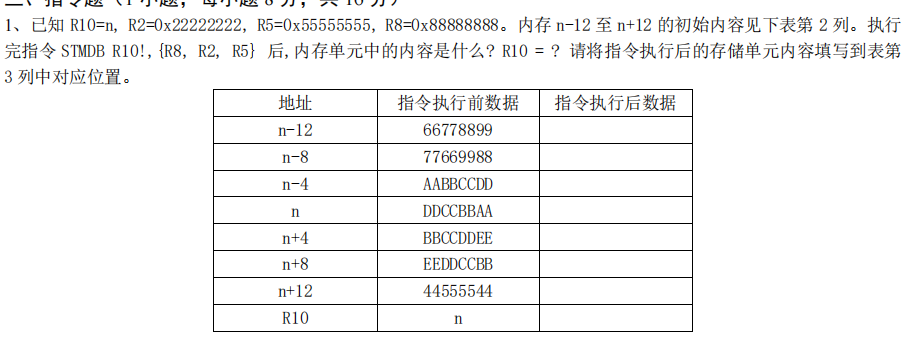 1、已知 R10=n, R2=0x22222222, R5=0x55555555, R8=0x88888888。内存 n-12 至 n+12 的初始内容见下表第 2 列。执行
完指令 STMDB R10!,{R8, R2, R5} 后,内存单元中的内容是什么? R10 = ? 请将指令执行后的存储单元内容填写到表第
3 列中对应位置。
地址 指令执行前数据 指令执行后数据
n-12 66778899
n-8 77669988
n-4 AABBCCDD
n DDCCBBAA
n+4 BBCCDDEE
n+8 EEDDCCBB
n+12 44555544
R10 n